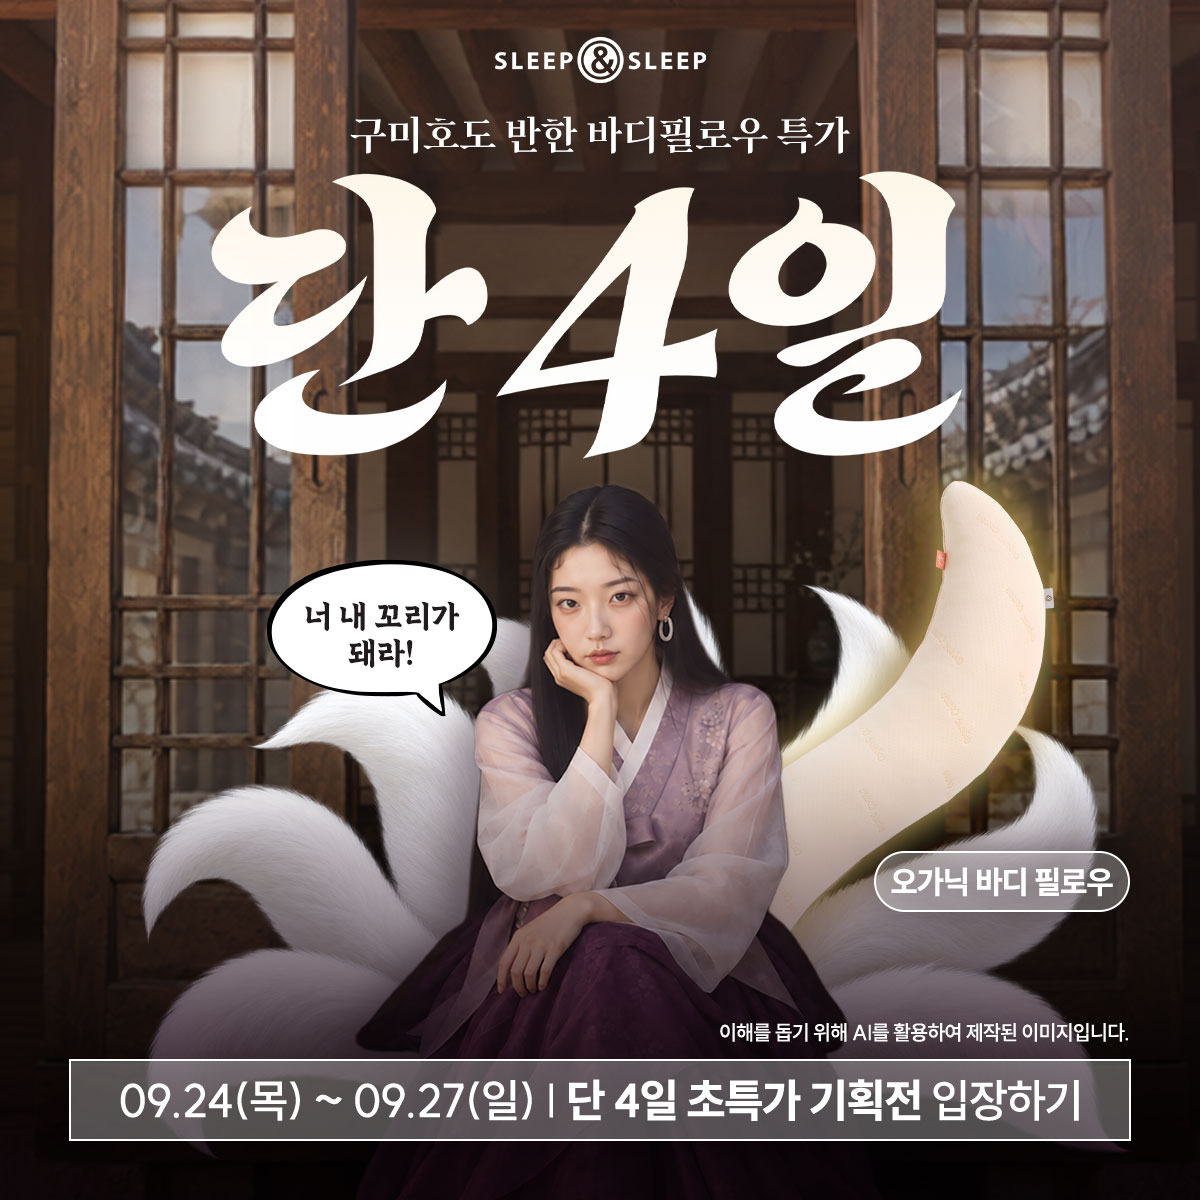 SLEEP & SLEEP
구미호도 반한 바디필로우 특가
단 4일
너 내 꼬리가
돼라!
오가닉 바디 필로우
이해를 돕기 위해 AI를 활용하여 제작된 이미지입니다.
09.24(목) ~ 09.27(일) | 단 4일 초특가 기획전 입장하기